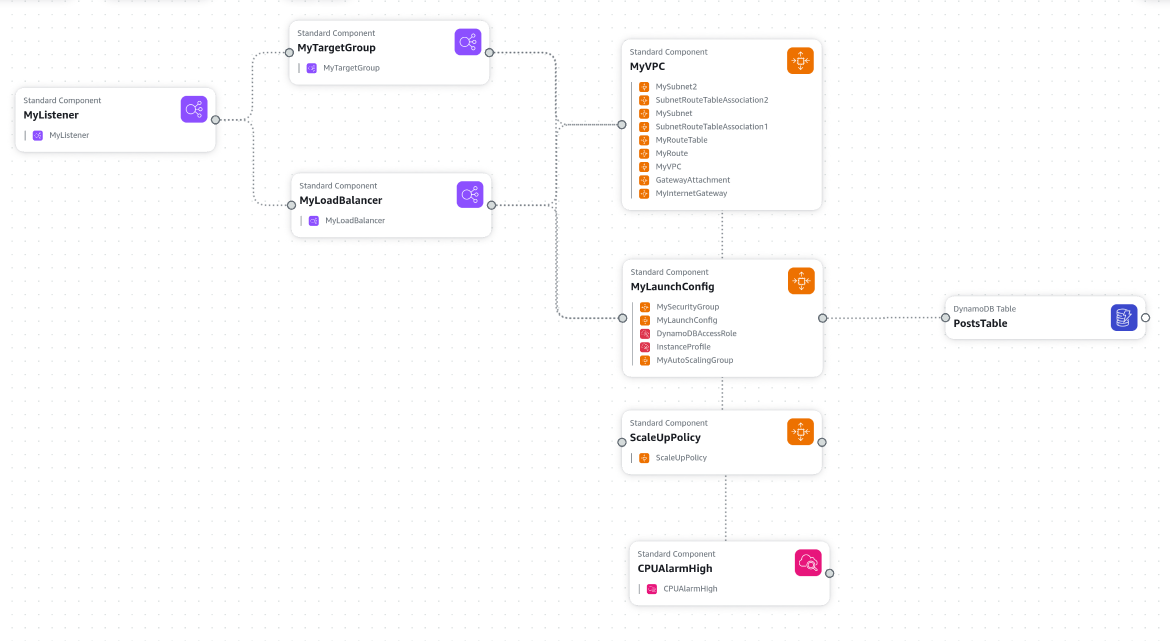 Standard Component
MyListener
MyListener
Standard Component
MyTargetGroup
MyTargetGroup
Standard Component
MyLoadBalancer
MyLoadBalancer
Standard Component
MyVPC
MySubnet2
SubnetRouteTableAssociation2
MySubnet
SubnetRouteTableAssociation1
MyRouteTable
MyRoute
MyVPC
GatewayAttachment
MyInternetGateway
Standard Component
MyLaunchConfig
MySecurityGroup
MyLaunchConfig
DynamoDBAccessRole
InstanceProfile
MyAutoScalingGroup
DynamoDB Table
PostsTable
Standard Component
ScaleUpPolicy
ScaleUpPolicy
Standard Component
CPUAlarmHigh
CPUAlarmHigh